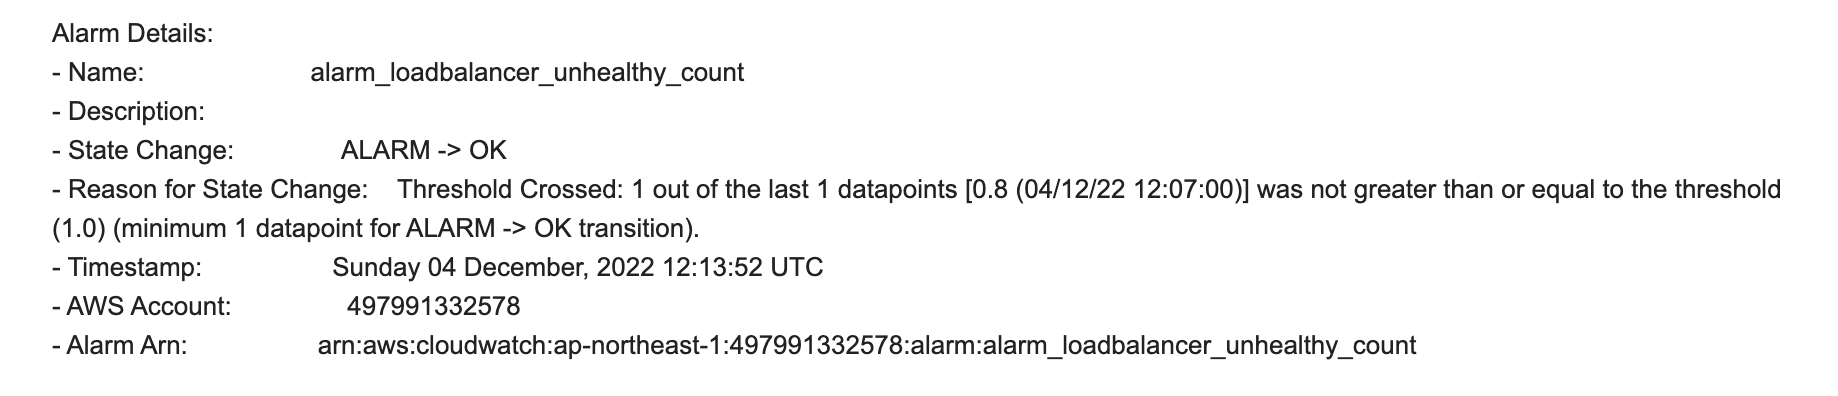 Alarm Details:
- Name: alarm_loadbalancer_unhealthy_count
- Description:
- State Change: ALARM -> OK
- Reason for State Change: Threshold Crossed: 1 out of the last 1 datapoints [0.8 (04/12/22 12:07:00)] was not greater than or equal to the threshold
(1.0) (minimum 1 datapoint for ALARM -> OK transition).
- Timestamp: Sunday 04 December, 2022 12:13:52 UTC
- AWS Account: 497991332578
- Alarm Arn: arn:aws:cloudwatch:ap-northeast-1:497991332578:alarm:alarm_loadbalancer_unhealthy_count